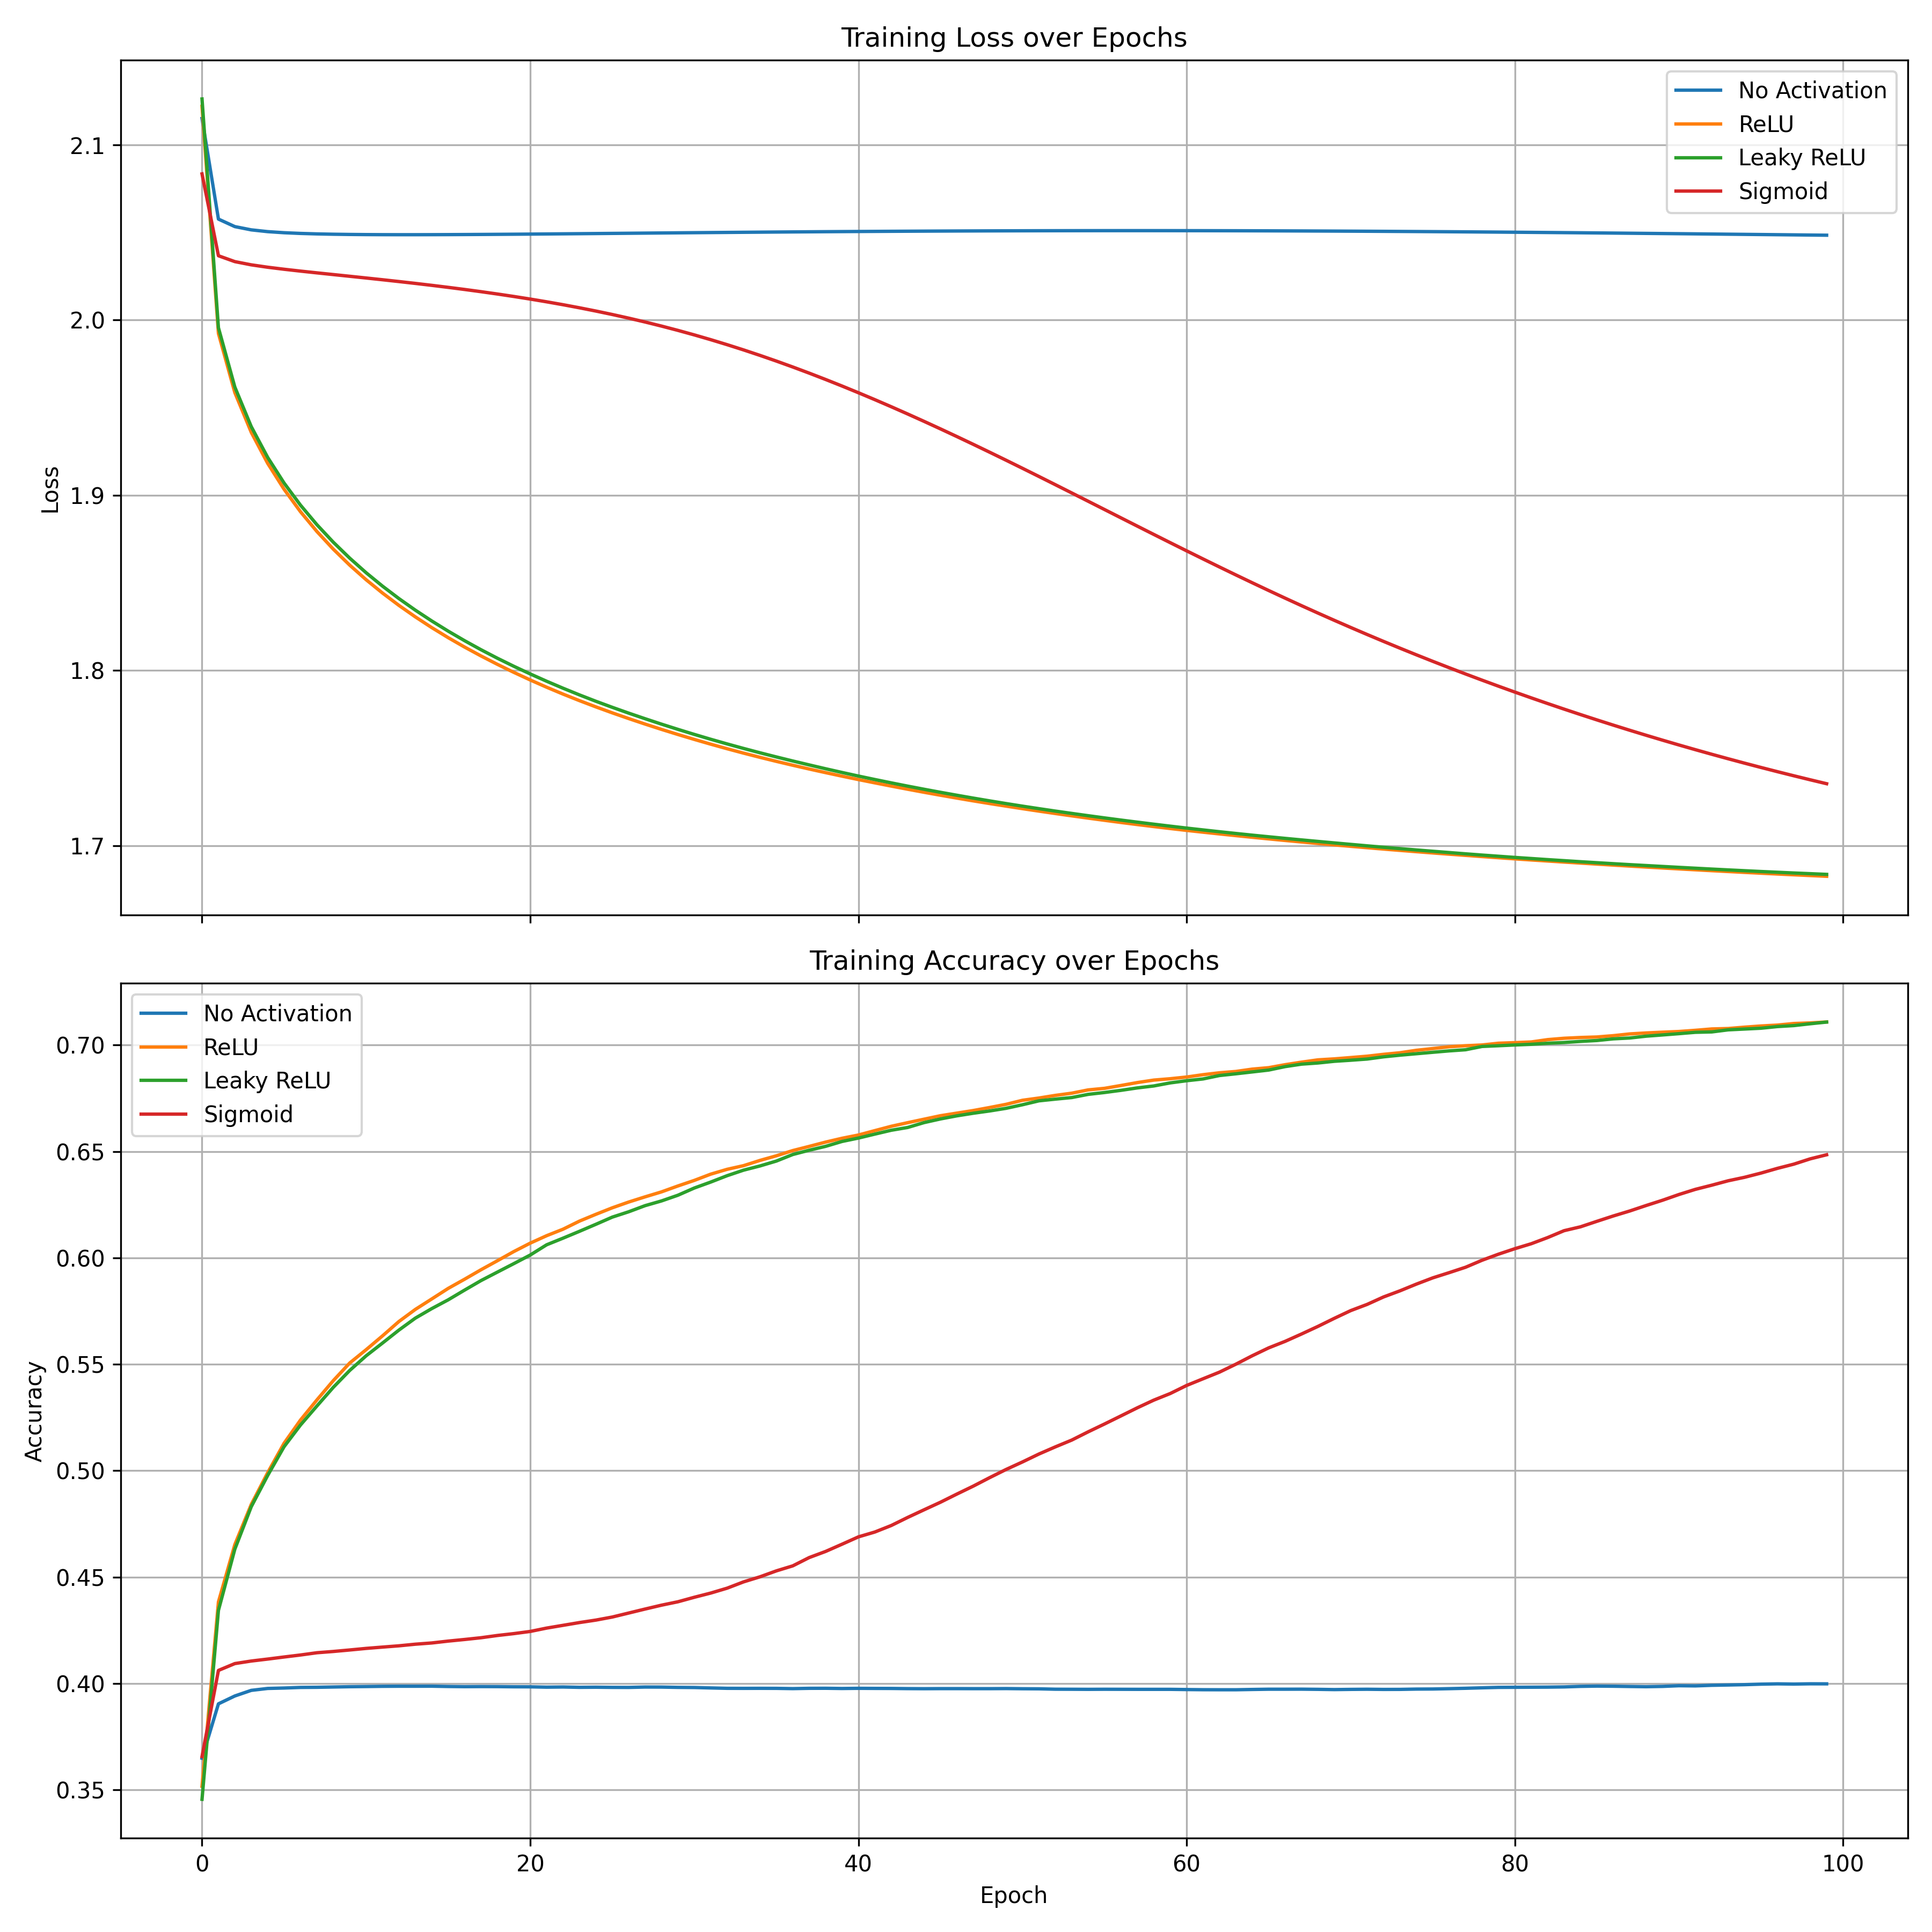 Training Loss over Epochs
No Activation
ReLU
Leaky ReLU
Sigmoid
2.1
2.0
1.9
1.8
1.7
Loss
Training Accuracy over Epochs
No Activation
ReLU
Leaky ReLU
Sigmoid
0.70
0.65
0.60
0.55
0.50
0.45
0.40
0.35
Accuracy
0 20 40 60 80 100
Epoch